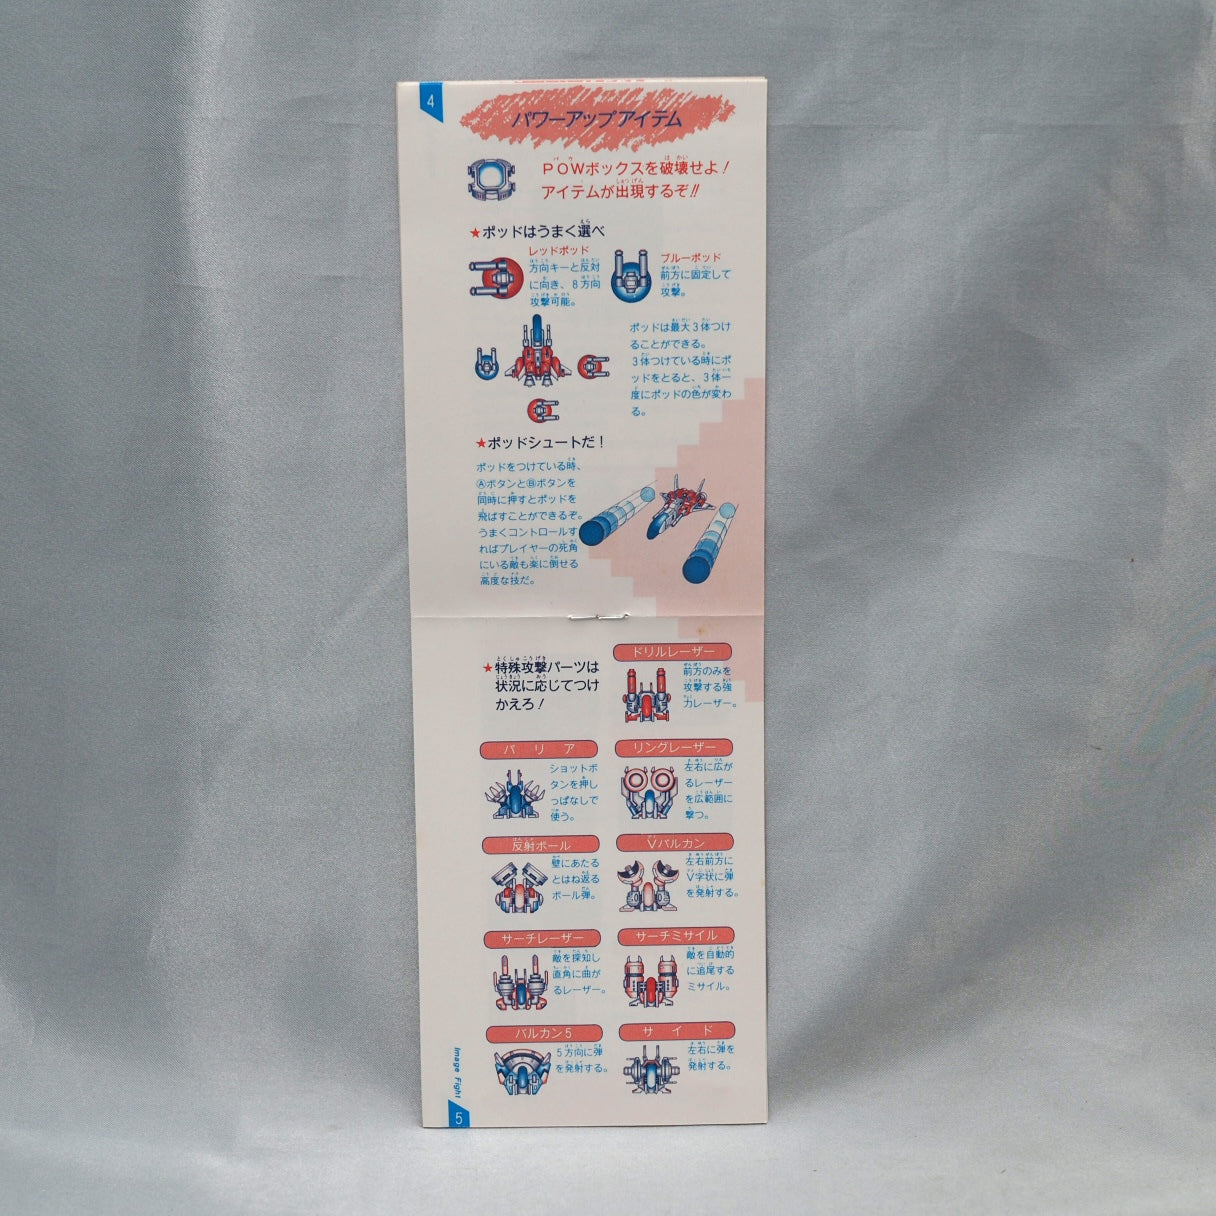 4
パワーアップアイテム
POWボックスを破壊せよ!
アイテムが出現するぞ!!
★ポッドはうまく選べ
レッドポッド
方向キーと反対
に向き、8方向
攻撃可能。
ブルーポッド
前方に固定して
攻撃。
ポッドは最大3体つけ
ることができる。
3体つけている時にポ
ッドをとると、3体一
度にポッドの色が変わ
る。
★ポッドシュートだ!
ポッドをつけている時、
ⒶボタンとⒷボタンを
同時に押すとポッドを
飛ばすことができるぞ。
うまくコントロールす
ればプレイヤーの死角
にいる敵も楽に倒せる
高度な技だ。
★特殊攻撃パーツは
状況に応じてつけ
かえろ!
ドリルレーザー
前方のみを
攻撃する強
力レーザー。
バリア
ショットボ
タンを押し
っぱなしで
使う。
リングレーザー
左右に広が
るレーザー
を広範囲に
撃つ。
反射ボール
壁にあたる
とはね返る
ボール弾。
Vバルカン
左右前方に
V字状に弾
を発射する。
サーチレーザー
敵を探知し
直角に曲が
るレーザー。
サーチミサイル
敵を自動的
に追尾する
ミサイル。
バルカン5
5方向に弾
を発射する。
サイド
左右に弾を
発射する。
Image Fight
5